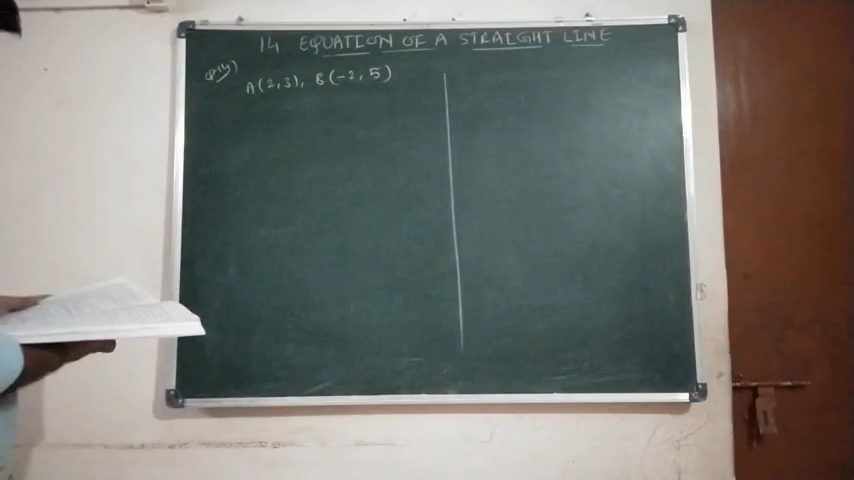 14 EQUATION OF A STRAIGHT LINE
Q14)
A(2,3), B(-2, 5)